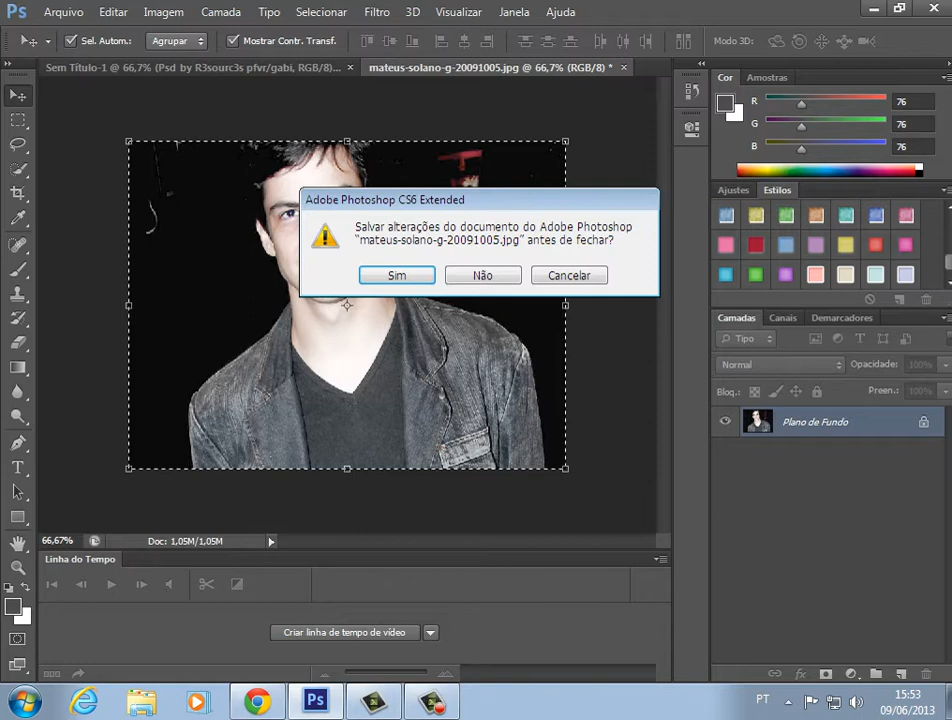 Ps Arquivo Editar Imagem Camada Tipo Selecionar Filtro 3D Visualizar Janela Ajuda
Sel. Autom.: Agrupar Mostrar Contr. Transf. Modo 3D:
Sem Título-1 @ 66,7% (Psd by R3sourc3s pfvr/gabi, RGB/8)... × mateus-solano-g-20091005.jpg @ 66,7% (RGB/8) * ×
Cor Amostras
R 76
G 76
B 76
Ajustes Estilos
Adobe Photoshop CS6 Extended
Salvar alterações do documento do Adobe Photoshop
“mateus-solano-g-20091005.jpg” antes de fechar?
Sim Não Cancelar
Camadas Canais Demarcadores
Tipo
Normal Opacidade: 100%
Bloq.: Preen.: 100%
Plano de Fundo
66,67% Doc: 1,05M/1,05M
Linha do Tempo
Criar linha de tempo de vídeo
Ps PT 15:53
09/06/2013